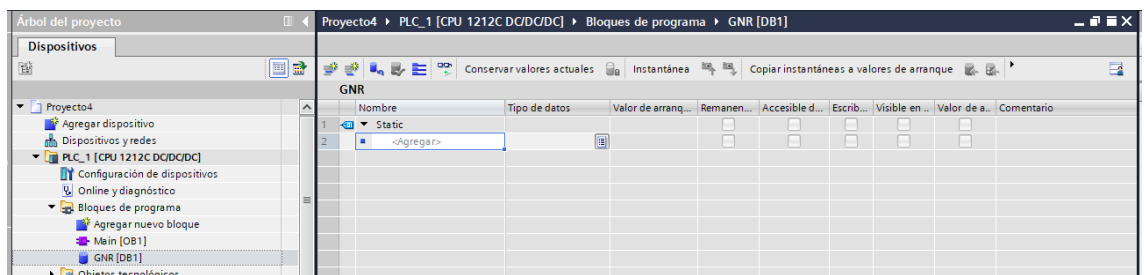 Árbol del proyecto
Proyecto4 ▸ PLC_1 [CPU 1212C DC/DC/DC] ▸ Bloques de programa ▸ GNR [DB1]
Dispositivos
Conservar valores actuales Instantánea Copiar instantáneas a valores de arranque
GNR
Nombre Tipo de datos Valor de arranq... Remanen... Accesible d... Escrib... Visible en .. Valor de a.. Comentario
1 Static
2 <Agregar>
Proyecto4
Agregar dispositivo
Dispositivos y redes
PLC_1 [CPU 1212C DC/DC/DC]
Configuración de dispositivos
Online y diagnóstico
Bloques de programa
Agregar nuevo bloque
Main [OB1]
GNR [DB1]
Objetos tecnológicos